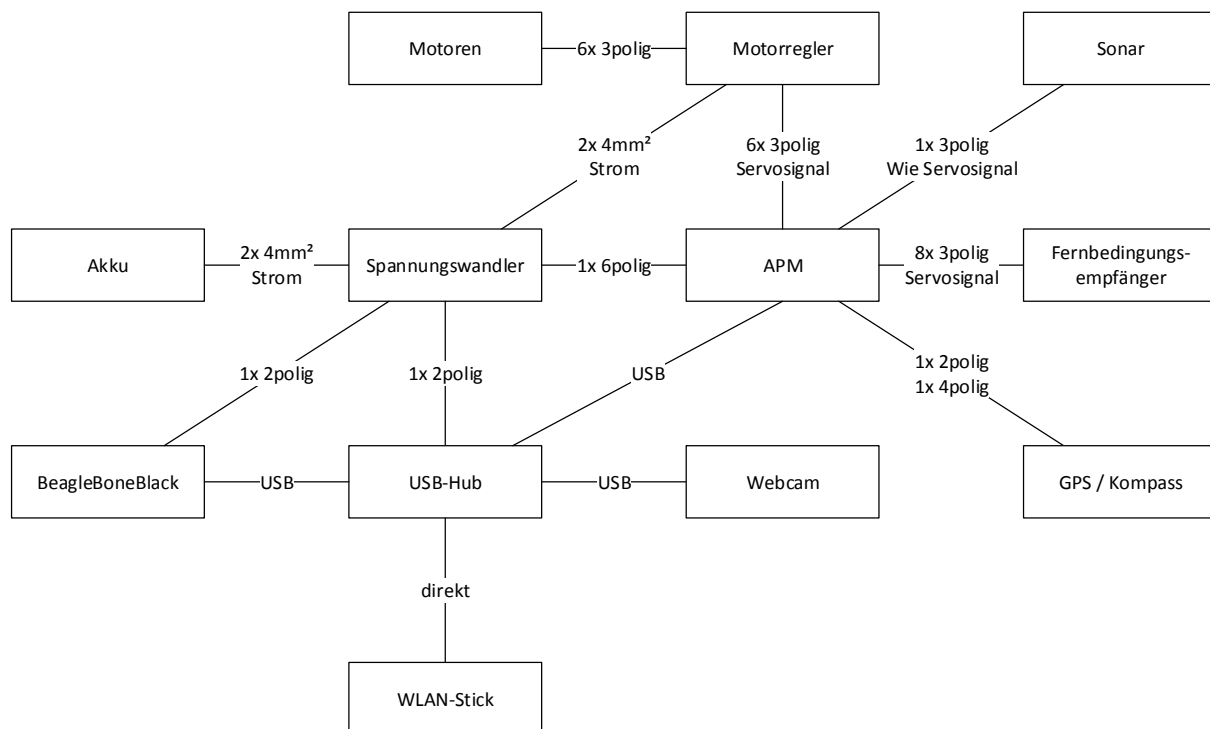 Motoren
6x 3polig
Motorregler
Sonar
2x 4mm²
Strom
6x 3polig
Servosignal
1x 3polig
Wie Servosignal
Akku
2x 4mm²
Strom
Spannungswandler
1x 6polig
APM
8x 3polig
Servosignal
Fernbedingungs-
empfänger
1x 2polig
1x 2polig
USB
1x 2polig
1x 4polig
BeagleBoneBlack
USB
USB-Hub
USB
Webcam
GPS / Kompass
direkt
WLAN-Stick